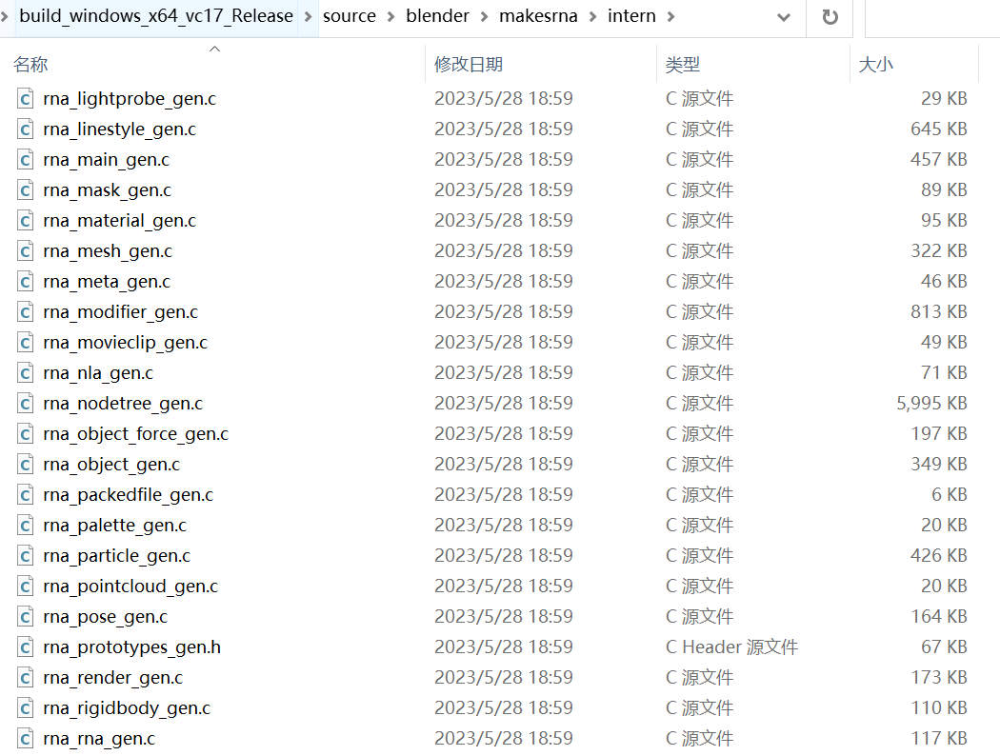 build_windows_x64_vc17_Release > source > blender > makesrna > intern >
名称 修改日期 类型 大小
rna_lightprobe_gen.c 2023/5/28 18:59 C 源文件 29 KB
rna_linestyle_gen.c 2023/5/28 18:59 C 源文件 645 KB
rna_main_gen.c 2023/5/28 18:59 C 源文件 457 KB
rna_mask_gen.c 2023/5/28 18:59 C 源文件 89 KB
rna_material_gen.c 2023/5/28 18:59 C 源文件 95 KB
rna_mesh_gen.c 2023/5/28 18:59 C 源文件 322 KB
rna_meta_gen.c 2023/5/28 18:59 C 源文件 46 KB
rna_modifier_gen.c 2023/5/28 18:59 C 源文件 813 KB
rna_movieclip_gen.c 2023/5/28 18:59 C 源文件 49 KB
rna_nla_gen.c 2023/5/28 18:59 C 源文件 71 KB
rna_nodetree_gen.c 2023/5/28 18:59 C 源文件 5,995 KB
rna_object_force_gen.c 2023/5/28 18:59 C 源文件 197 KB
rna_object_gen.c 2023/5/28 18:59 C 源文件 349 KB
rna_packedfile_gen.c 2023/5/28 18:59 C 源文件 6 KB
rna_palette_gen.c 2023/5/28 18:59 C 源文件 20 KB
rna_particle_gen.c 2023/5/28 18:59 C 源文件 426 KB
rna_pointcloud_gen.c 2023/5/28 18:59 C 源文件 20 KB
rna_pose_gen.c 2023/5/28 18:59 C 源文件 164 KB
rna_prototypes_gen.h 2023/5/28 18:59 C Header 源文件 67 KB
rna_render_gen.c 2023/5/28 18:59 C 源文件 173 KB
rna_rigidbody_gen.c 2023/5/28 18:59 C 源文件 110 KB
rna_rna_gen.c 2023/5/28 18:59 C 源文件 117 KB